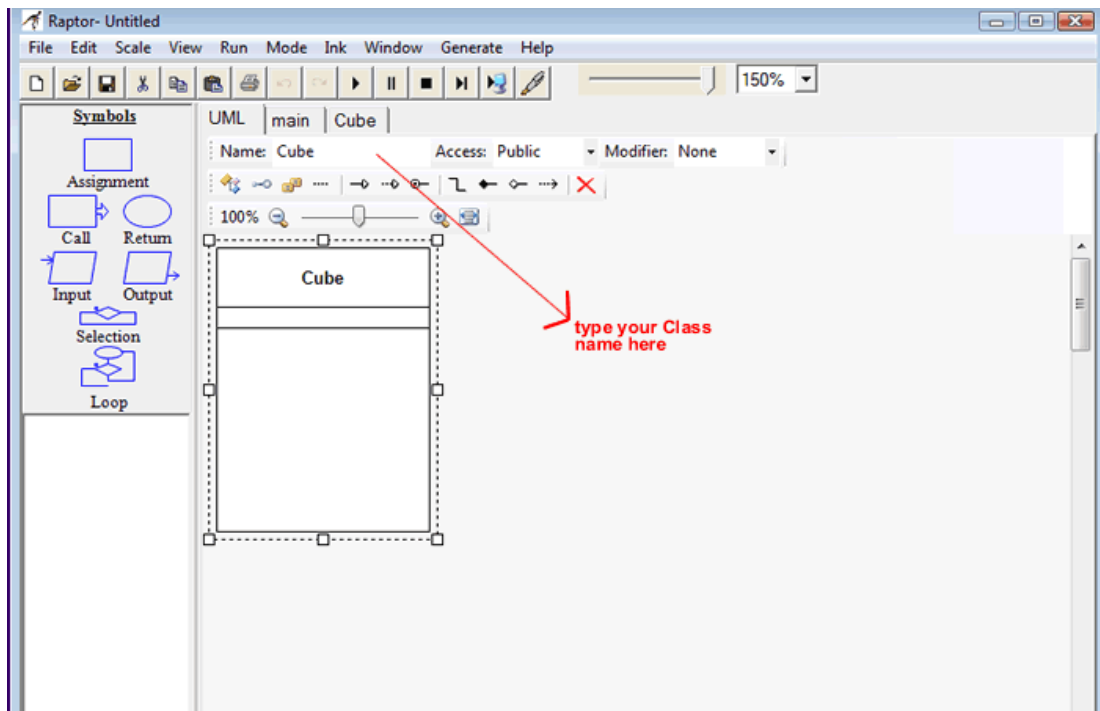 Raptor- Untitled
File Edit Scale View Run Mode Ink Window Generate Help
150%
Symbols
Assignment
Call Return
Input Output
Selection
Loop
UML main Cube
Name: Cube Access: Public Modifier: None
100%
Cube
type your Class
name here